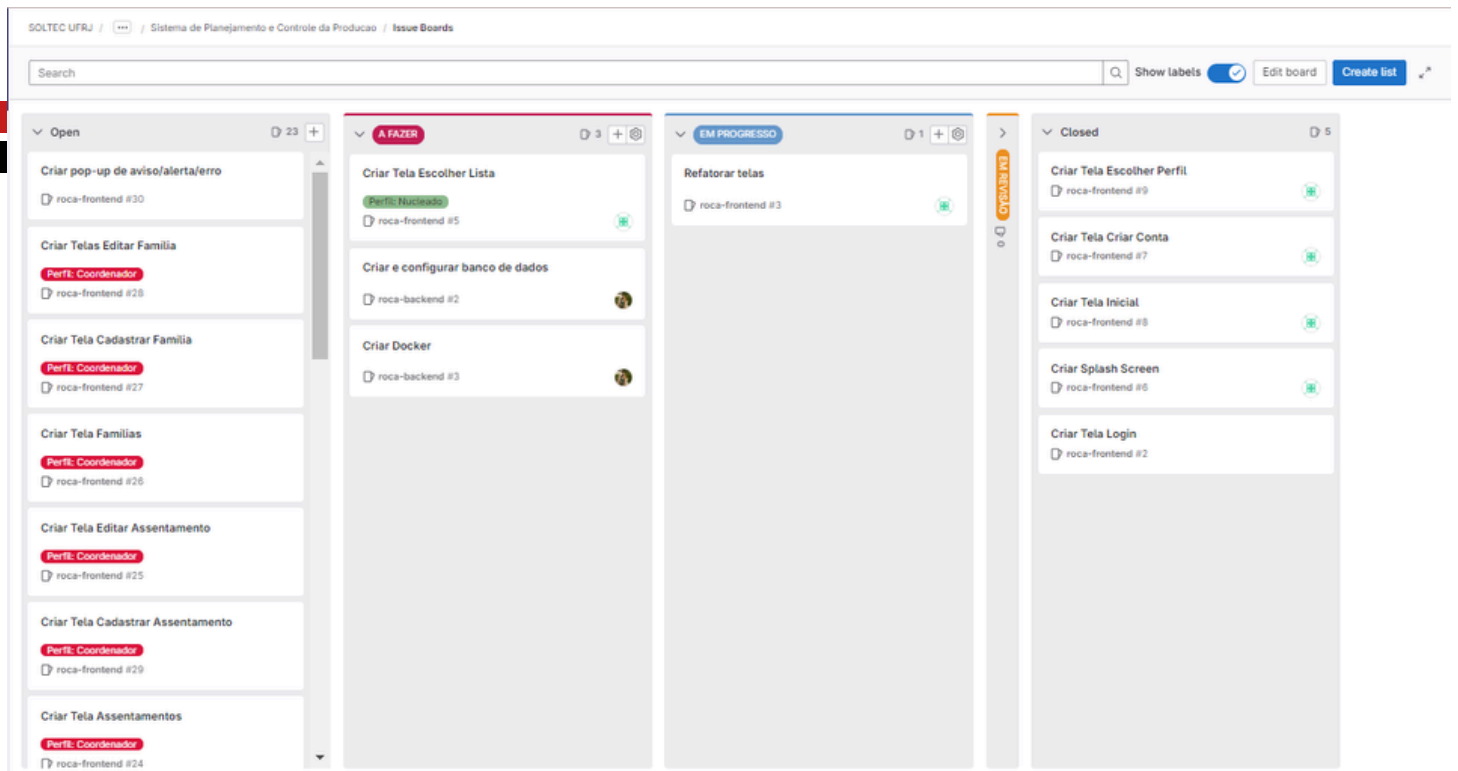 SOLTEC UFRJ / ... / Sistema de Planejamento e Controle da Producao / Issue Boards
Search
Show labels
Edit board
Create list
Open 23
Criar pop-up de aviso/alerta/erro
roca-frontend #30
Criar Telas Editar Familia
Perfil: Coordenador
roca-frontend #28
Criar Tela Cadastrar Familia
Perfil: Coordenador
roca-frontend #27
Criar Tela Familias
Perfil: Coordenador
roca-frontend #26
Criar Tela Editar Assentamento
Perfil: Coordenador
roca-frontend #25
Criar Tela Cadastrar Assentamento
Perfil: Coordenador
roca-frontend #29
Criar Tela Assentamentos
Perfil: Coordenador
roca-frontend #24
A FAZER 3
Criar Tela Escolher Lista
Perfil: Nucleado
roca-frontend #5
Criar e configurar banco de dados
roca-backend #2
Criar Docker
roca-backend #3
EM PROGRESSO 1
Refatorar telas
roca-frontend #3
EM REVISÃO 0
Closed 5
Criar Tela Escolher Perfil
roca-frontend #9
Criar Tela Criar Conta
roca-frontend #7
Criar Tela Inicial
roca-frontend #8
Criar Splash Screen
roca-frontend #6
Criar Tela Login
roca-frontend #2